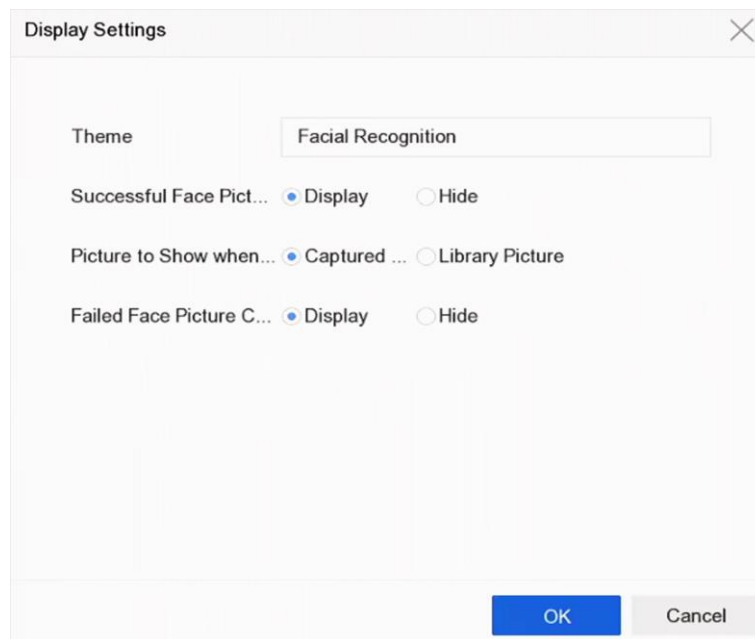 Display Settings
Theme Facial Recognition
Successful Face Pict... Display Hide
Picture to Show when... Captured ... Library Picture
Failed Face Picture C... Display Hide
OK Cancel